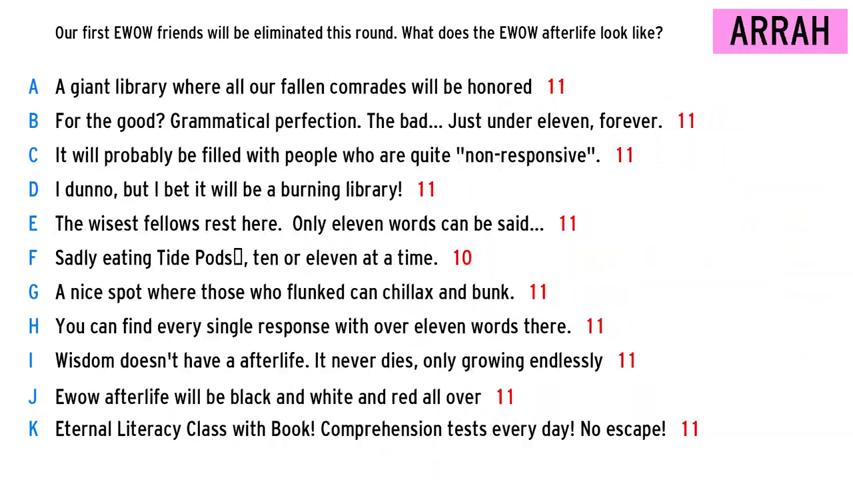 Our first EWOW friends will be eliminated this round. What does the EWOW afterlife look like?
ARRAH
A A giant library where all our fallen comrades will be honored 11
B For the good? Grammatical perfection. The bad... Just under eleven, forever. 11
C It will probably be filled with people who are quite "non-responsive". 11
D I dunno, but I bet it will be a burning library! 11
E The wisest fellows rest here.  Only eleven words can be said... 11
F Sadly eating Tide Pods▯, ten or eleven at a time. 10
G A nice spot where those who flunked can chillax and bunk. 11
H You can find every single response with over eleven words there. 11
I Wisdom doesn't have a afterlife. It never dies, only growing endlessly 11
J Ewow afterlife will be black and white and red all over 11
K Eternal Literacy Class with Book! Comprehension tests every day! No escape! 11